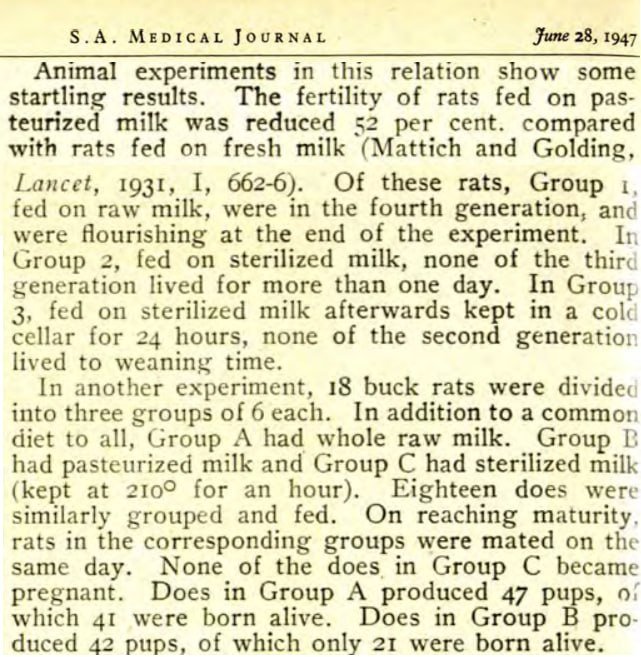 S.A. MEDICAL JOURNAL June 28, 1947
Animal experiments in this relation show some
startling results. The fertility of rats fed on pas-
teurized milk was reduced 52 per cent. compared
with rats fed on fresh milk (Mattich and Golding,
Lancet, 1931, I, 662-6). Of these rats, Group 1,
fed on raw milk, were in the fourth generation, and
were flourishing at the end of the experiment. In
Group 2, fed on sterilized milk, none of the third
generation lived for more than one day. In Group
3, fed on sterilized milk afterwards kept in a cold
cellar for 24 hours, none of the second generation
lived to weaning time.
In another experiment, 18 buck rats were divided
into three groups of 6 each. In addition to a common
diet to all, Group A had whole raw milk. Group B
had pasteurized milk and Group C had sterilized milk
(kept at 210° for an hour). Eighteen does were
similarly grouped and fed. On reaching maturity,
rats in the corresponding groups were mated on the
same day. None of the does in Group C became
pregnant. Does in Group A produced 47 pups, of
which 41 were born alive. Does in Group B pro-
duced 42 pups, of which only 21 were born alive.